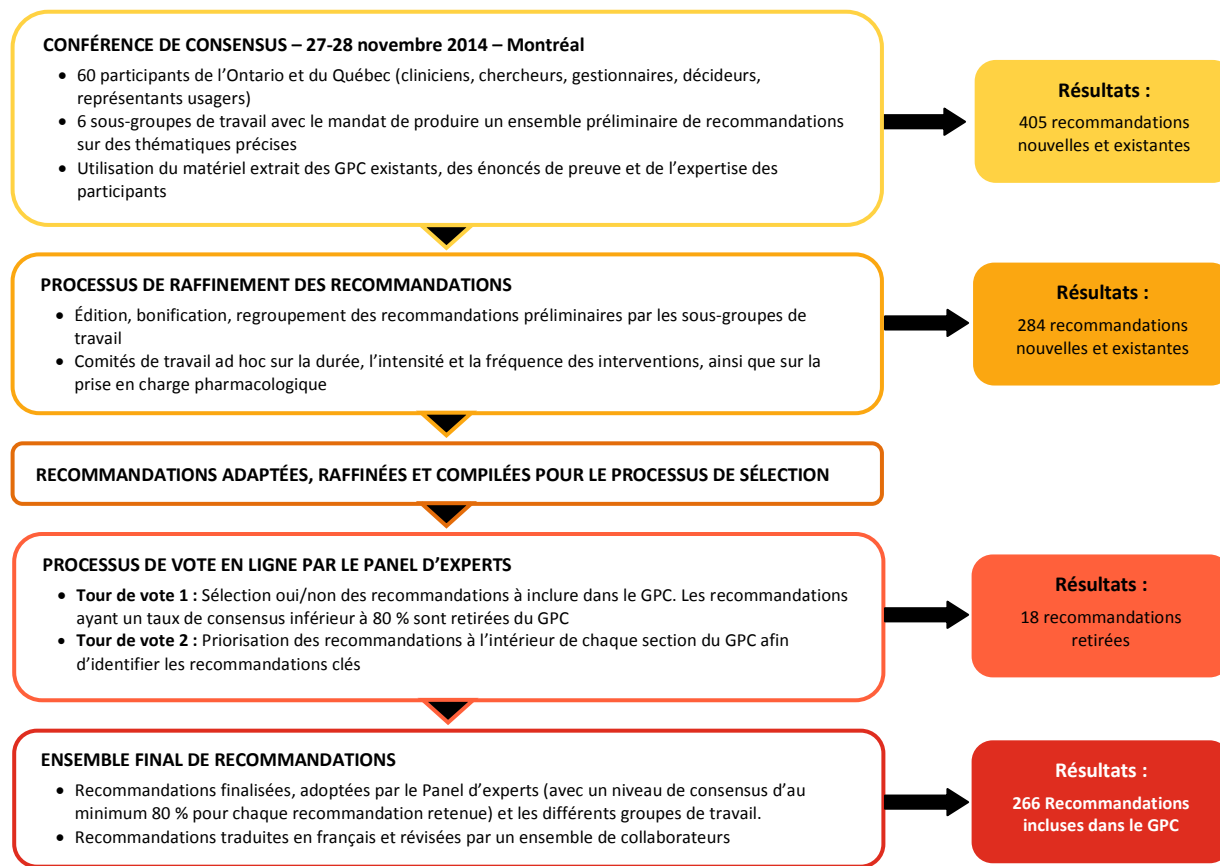 CONFÉRENCE DE CONSENSUS – 27-28 novembre 2014 – Montréal
• 60 participants de l’Ontario et du Québec (cliniciens, chercheurs, gestionnaires, décideurs,
représentants usagers)
• 6 sous-groupes de travail avec le mandat de produire un ensemble préliminaire de recommandations
sur des thématiques précises
• Utilisation du matériel extrait des GPC existants, des énoncés de preuve et de l’expertise des
participants
Résultats :
405 recommandations
nouvelles et existantes
PROCESSUS DE RAFFINEMENT DES RECOMMANDATIONS
• Édition, bonification, regroupement des recommandations préliminaires par les sous-groupes de
travail
• Comités de travail ad hoc sur la durée, l’intensité et la fréquence des interventions, ainsi que sur la
prise en charge pharmacologique
Résultats :
284 recommandations
nouvelles et existantes
RECOMMANDATIONS ADAPTÉES, RAFFINÉES ET COMPILÉES POUR LE PROCESSUS DE SÉLECTION
PROCESSUS DE VOTE EN LIGNE PAR LE PANEL D’EXPERTS
• Tour de vote 1 : Sélection oui/non des recommandations à inclure dans le GPC. Les recommandations
ayant un taux de consensus inférieur à 80 % sont retirées du GPC
• Tour de vote 2 : Priorisation des recommandations à l’intérieur de chaque section du GPC afin
d’identifier les recommandations clés
Résultats :
18 recommandations
retirées
ENSEMBLE FINAL DE RECOMMANDATIONS
• Recommandations finalisées, adoptées par le Panel d’experts (avec un niveau de consensus d’au
minimum 80 % pour chaque recommandation retenue) et les différents groupes de travail.
• Recommandations traduites en français et révisées par un ensemble de collaborateurs
Résultats :
266 Recommandations
incluses dans le GPC